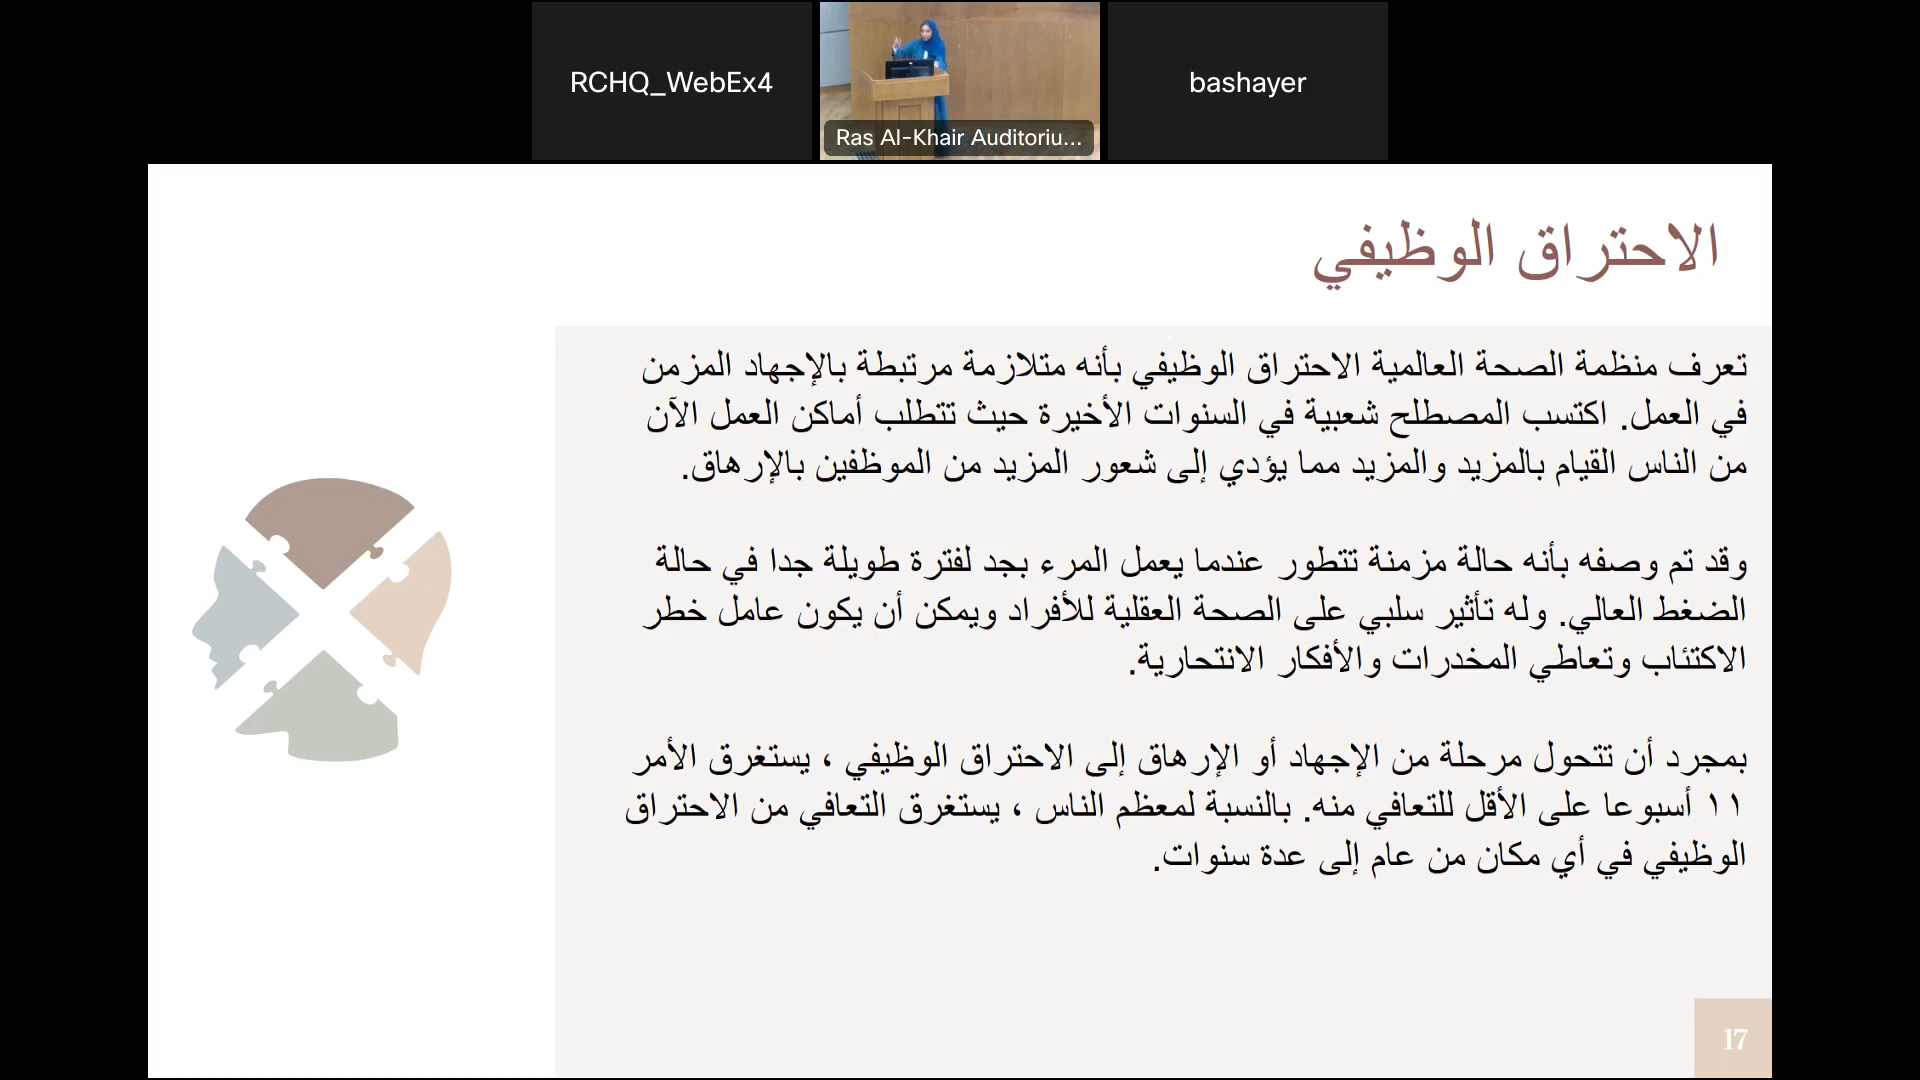 RCHQ_WebEx4
Ras Al-Khair Auditoriu...
bashayer
الاحتراق الوظيفي
تعرف منظمة الصحة العالمية الاحتراق الوظيفي بأنه متلازمة مرتبطة بالإجهاد المزمن
في العمل. اكتسب المصطلح شعبية في السنوات الأخيرة حيث تتطلب أماكن العمل الآن
من الناس القيام بالمزيد والمزيد مما يؤدي إلى شعور المزيد من الموظفين بالإرهاق.
وقد تم وصفه بأنه حالة مزمنة تتطور عندما يعمل المرء بجد لفترة طويلة جدا في حالة
الضغط العالي. وله تأثير سلبي على الصحة العقلية للأفراد ويمكن أن يكون عامل خطر
الاكتئاب وتعاطي المخدرات والأفكار الانتحارية.
بمجرد أن تتحول مرحلة من الإجهاد أو الإرهاق إلى الاحتراق الوظيفي ، يستغرق الأمر
١١ أسبوعا على الأقل للتعافي منه. بالنسبة لمعظم الناس ، يستغرق التعافي من الاحتراق
الوظيفي في أي مكان من عام إلى عدة سنوات.
17